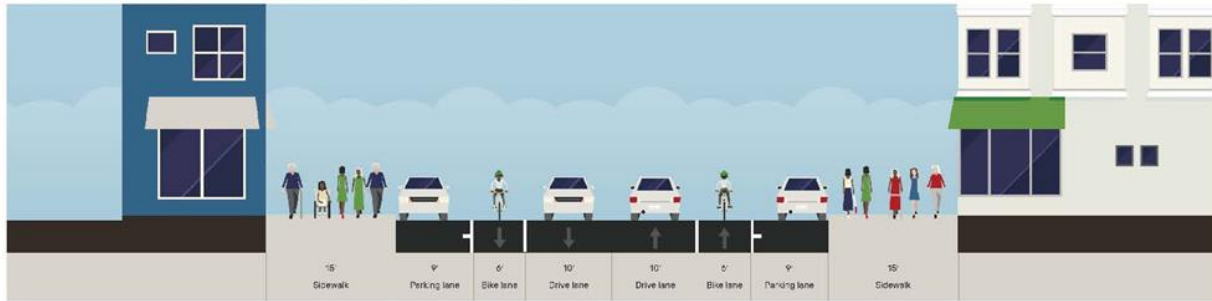 15' 9' 6' 10' 10' 6' 9' 15'
Sidewalk Parking lane Bike lane Drive lane Drive lane Bike lane Parking lane Sidewalk